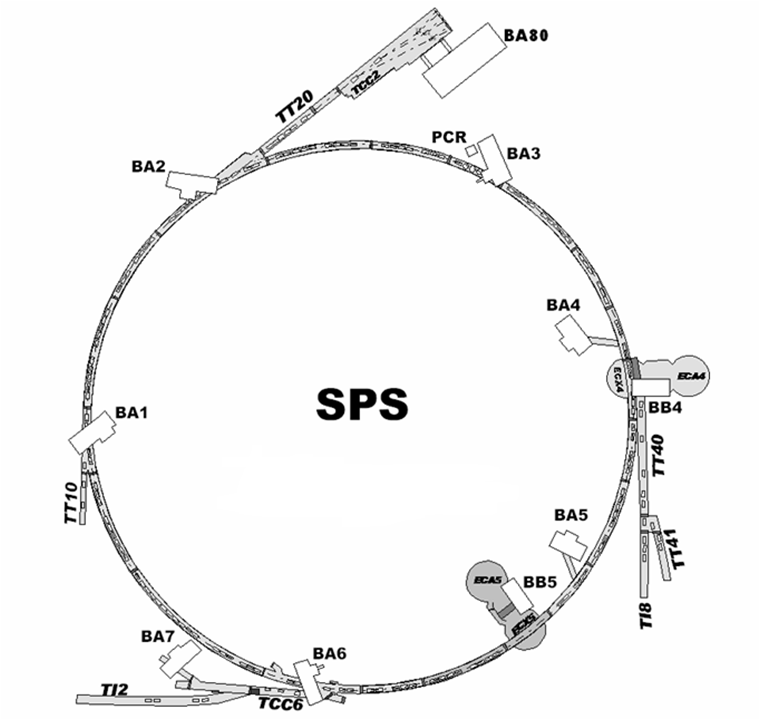 BA80
TCC2
TT20
PCR
BA3
BA2
BA4
ECX4
ECA4
BB4
SPS
BA1
TT40
TT10
BA5
TT41
ECA5
BB5
ECX5
TI8
BA7
BA6
TI2
TCC6